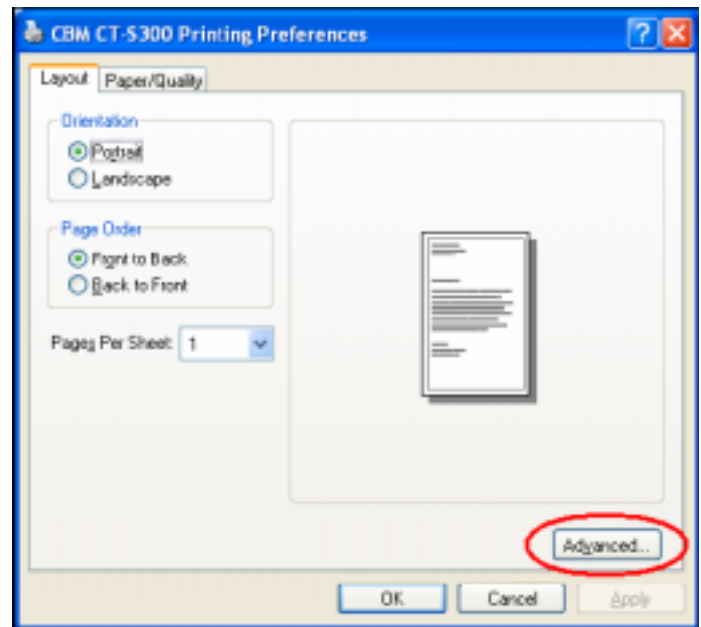 CBM CT-S300 Printing Preferences
Layout Paper/Quality
Orientation
Portrait
Landscape
Page Order
Front to Back
Back to Front
Pages Per Sheet: 1
Advanced...
OK Cancel Apply